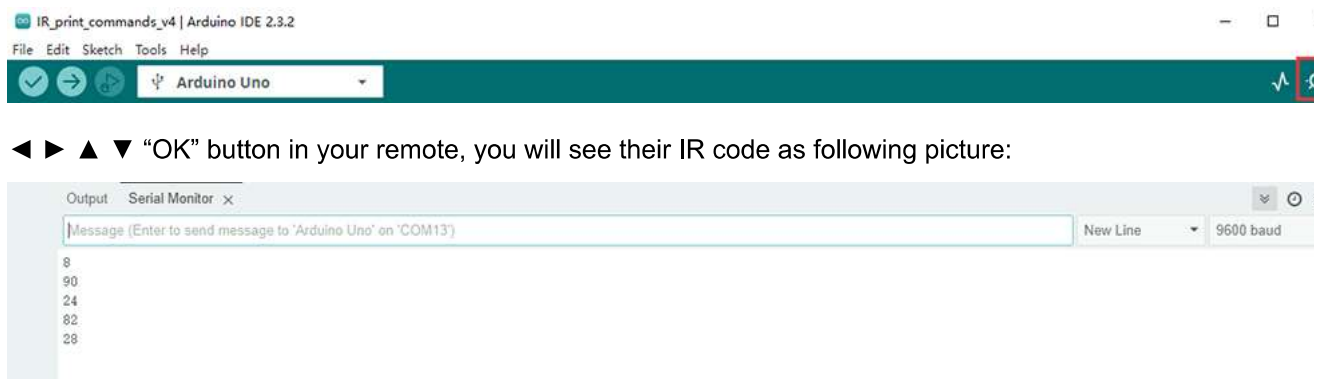 IR_print_commands_v4 | Arduino IDE 2.3.2
File Edit Sketch Tools Help
Arduino Uno
◄ ► ▲ ▼ “OK” button in your remote, you will see their IR code as following picture:
Output Serial Monitor ×
Message (Enter to send message to 'Arduino Uno' on 'COM13')
New Line 9600 baud
8
90
24
82
28